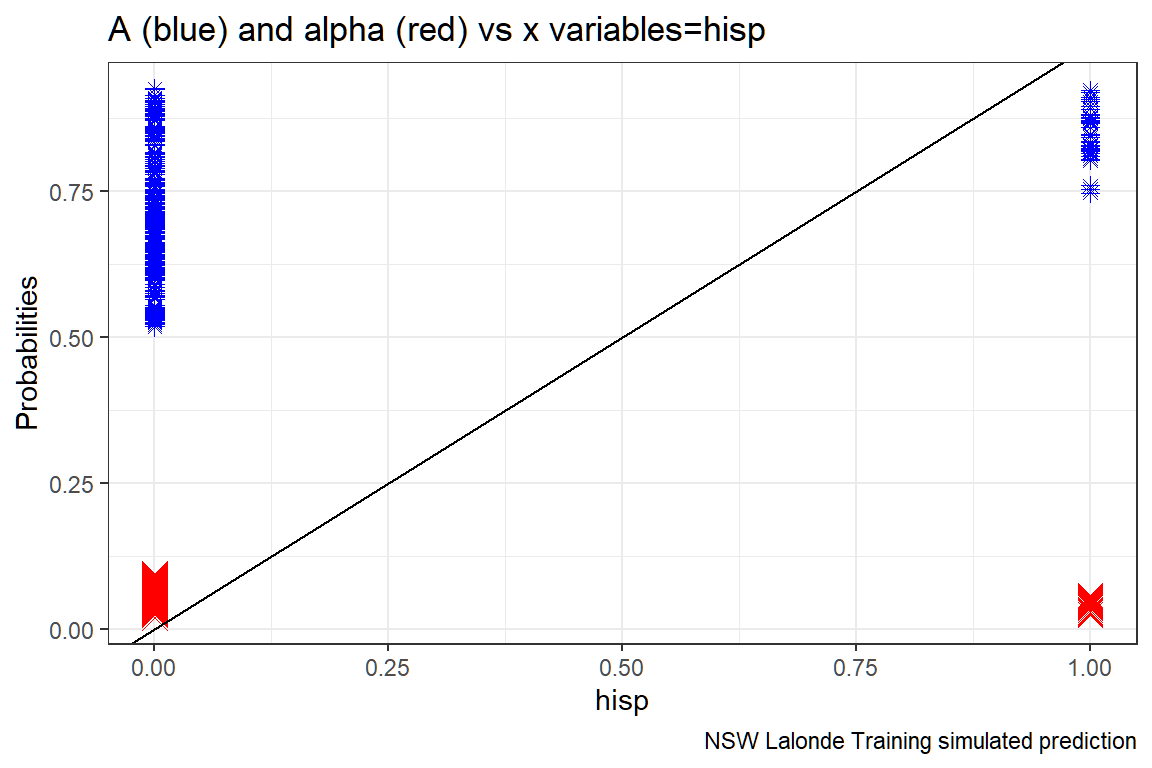 A (blue) and alpha (red) vs x variables=hisp
Probabilities
0.75
0.50
0.25
0.00
0.00 0.25 0.50 0.75 1.00
hisp
NSW Lalonde Training simulated prediction